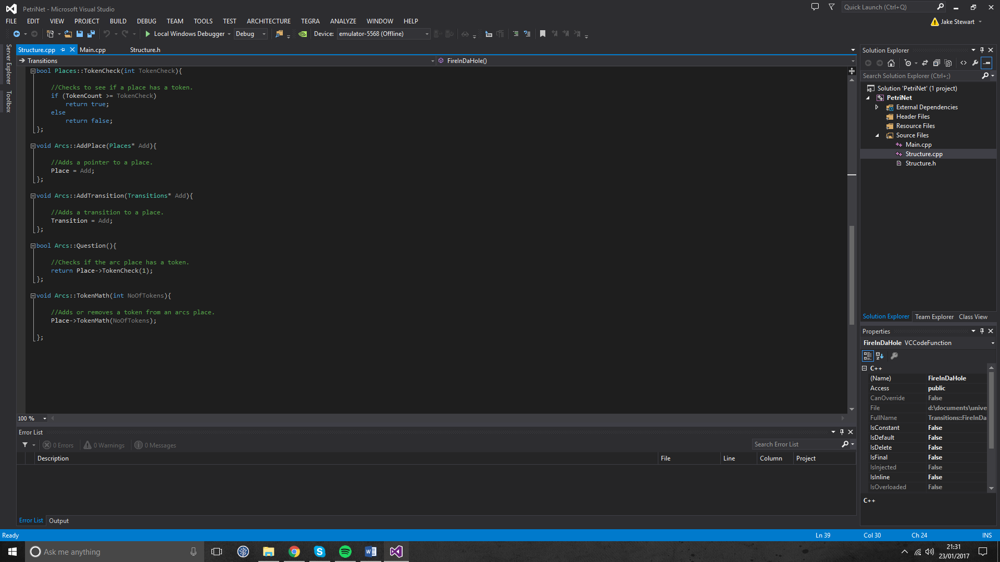 PetriNet - Microsoft Visual Studio
Quick Launch (Ctrl+Q)
FILE EDIT VIEW PROJECT BUILD DEBUG TEAM TOOLS TEST ARCHITECTURE TEGRA ANALYZE WINDOW HELP
Jake Stewart
Local Windows Debugger Debug Device: emulator-5568 (Offline)
Server Explorer
Toolbox
Structure.cpp Main.cpp Structure.h
Transitions FireInDaHole()
bool Places::TokenCheck(int TokenCheck){
//Checks to see if a place has a token.
if (TokenCount >= TokenCheck)
return true;
else
return false;
};
void Arcs::AddPlace(Places* Add){
//Adds a pointer to a place.
Place = Add;
};
void Arcs::AddTransition(Transitions* Add){
//Adds a transition to a place.
Transition = Add;
};
bool Arcs::Question(){
//Checks if the arc place has a token.
return Place->TokenCheck(1);
};
void Arcs::TokenMath(int NoOfTokens){
//Adds or removes a token from an arcs place.
Place->TokenMath(NoOfTokens);
};
100 %
Error List
0 Errors 0 Warnings 0 Messages
Search Error List
Description File Line Column Project
Error List Output
Solution Explorer
Search Solution Explorer (Ctrl+;)
Solution 'PetriNet' (1 project)
PetriNet
External Dependencies
Header Files
Resource Files
Source Files
Main.cpp
Structure.cpp
Structure.h
Solution Explorer Team Explorer Class View
Properties
FireInDaHole VCCodeFunction
C++
(Name) FireInDaHole
Access public
CanOverride False
File d:\documents\unive
FullName Transitions::FireInDa
IsConstant False
IsDefault False
IsDelete False
IsFinal False
IsInjected False
IsInline False
IsOverloaded False
C++
Ready Ln 39 Col 30 Ch 24 INS
Ask me anything
21:31
23/01/2017